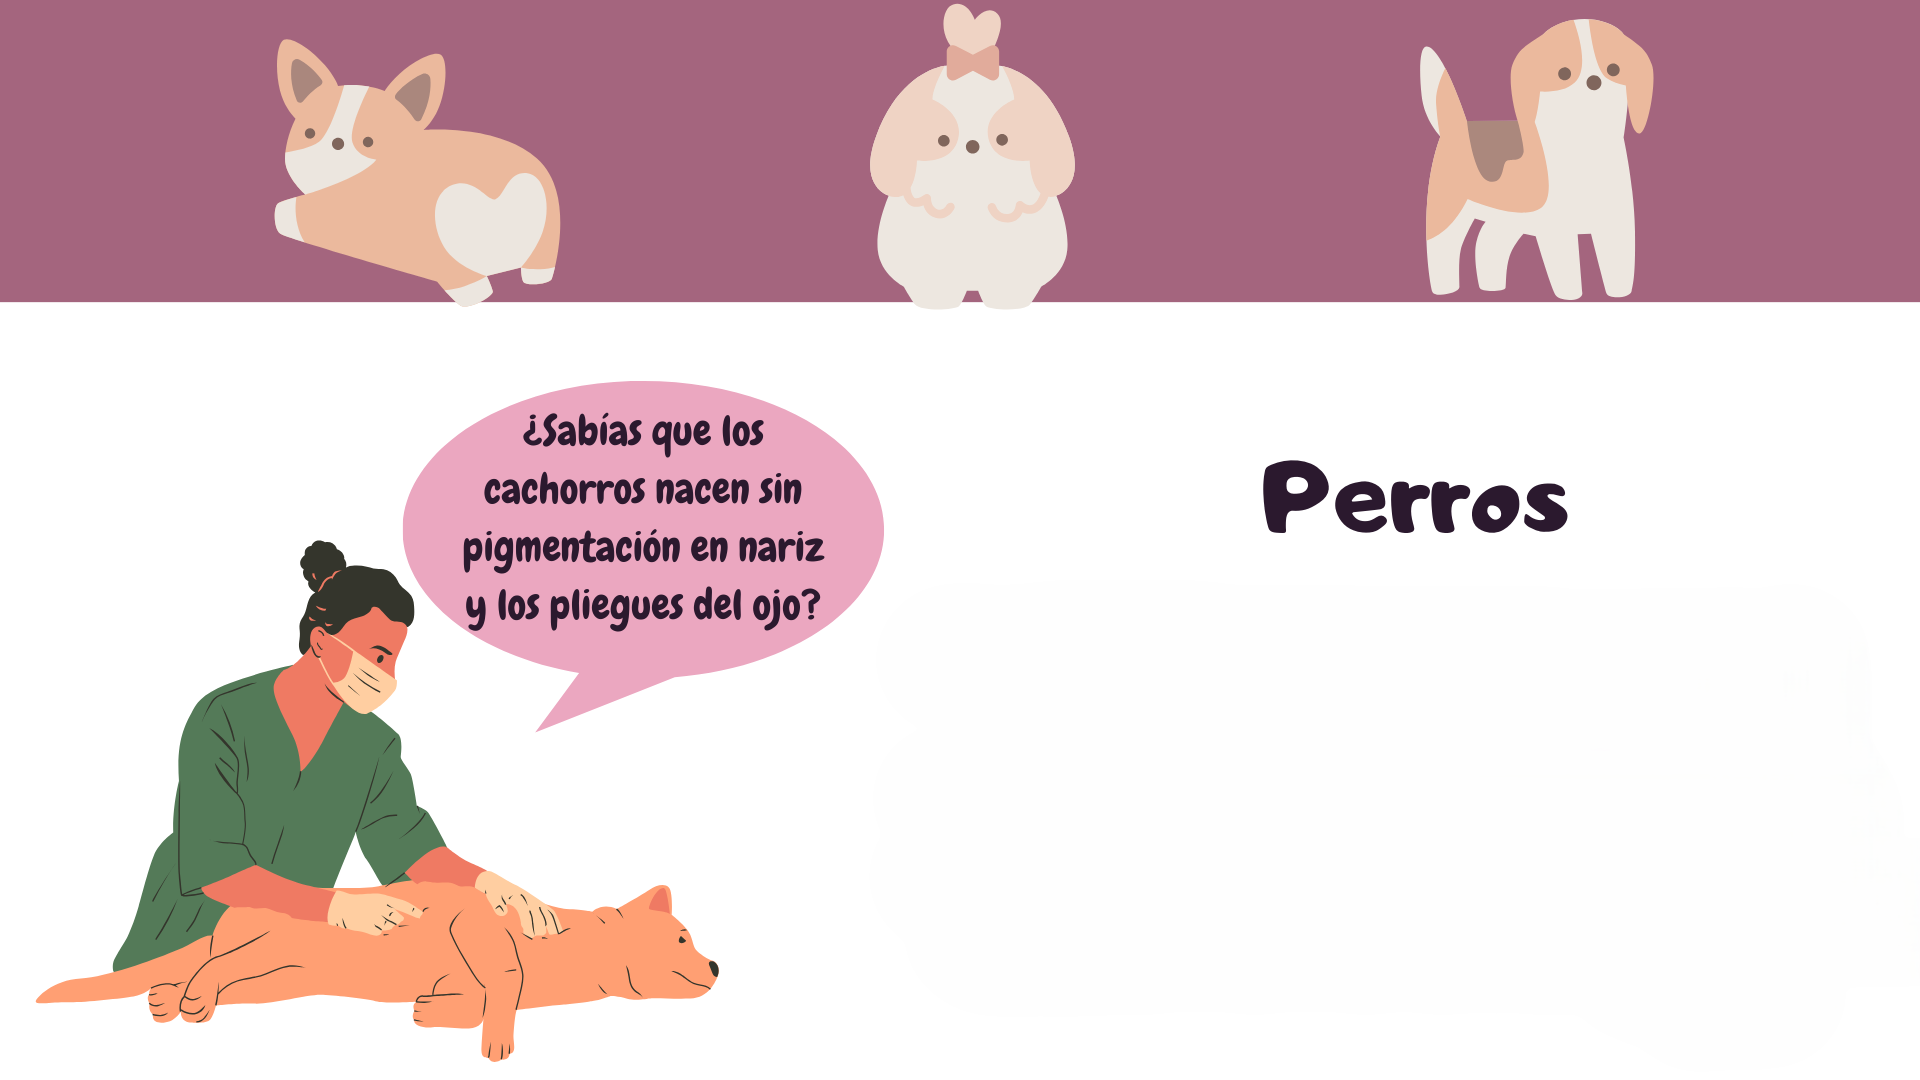 ¿Sabías que los
cachorros nacen sin
pigmentación en nariz
y los pliegues del ojo?
Perros